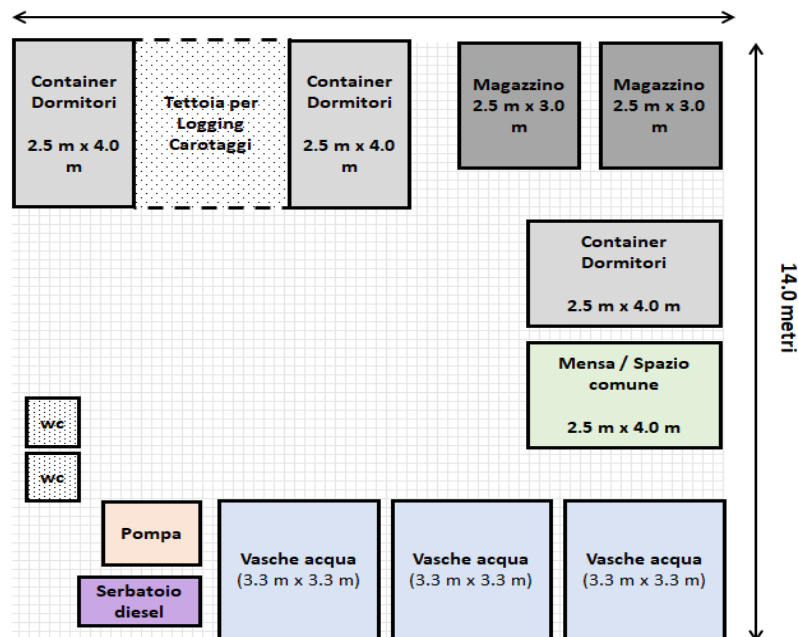 Container
Dormitori
2.5 m x 4.0
m
Tettoia per
Logging
Carotaggi
Container
Dormitori
2.5 m x 4.0
m
Magazzino
2.5 m x 3.0
m
Magazzino
2.5 m x 3.0
m
Container
Dormitori
2.5 m x 4.0 m
14.0 metri
Mensa / Spazio
comune
2.5 m x 4.0 m
wc
wc
Pompa
Serbatoio
diesel
Vasche acqua
(3.3 m x 3.3 m)
Vasche acqua
(3.3 m x 3.3 m)
Vasche acqua
(3.3 m x 3.3 m)